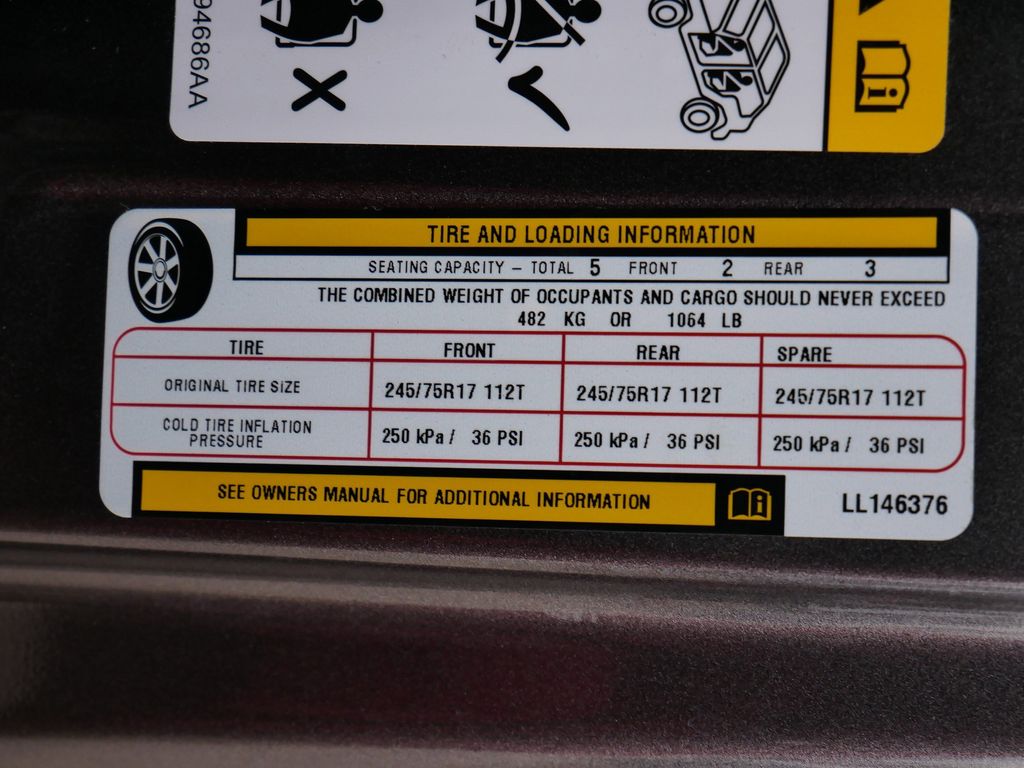 94686AA
TIRE AND LOADING INFORMATION
SEATING CAPACITY – TOTAL 5 FRONT 2 REAR 3
THE COMBINED WEIGHT OF OCCUPANTS AND CARGO SHOULD NEVER EXCEED
482 KG OR 1064 LB
TIRE FRONT REAR SPARE
ORIGINAL TIRE SIZE 245/75R17 112T 245/75R17 112T 245/75R17 112T
COLD TIRE INFLATION
PRESSURE 250 kPa / 36 PSI 250 kPa / 36 PSI 250 kPa / 36 PSI
SEE OWNERS MANUAL FOR ADDITIONAL INFORMATION
LL146376